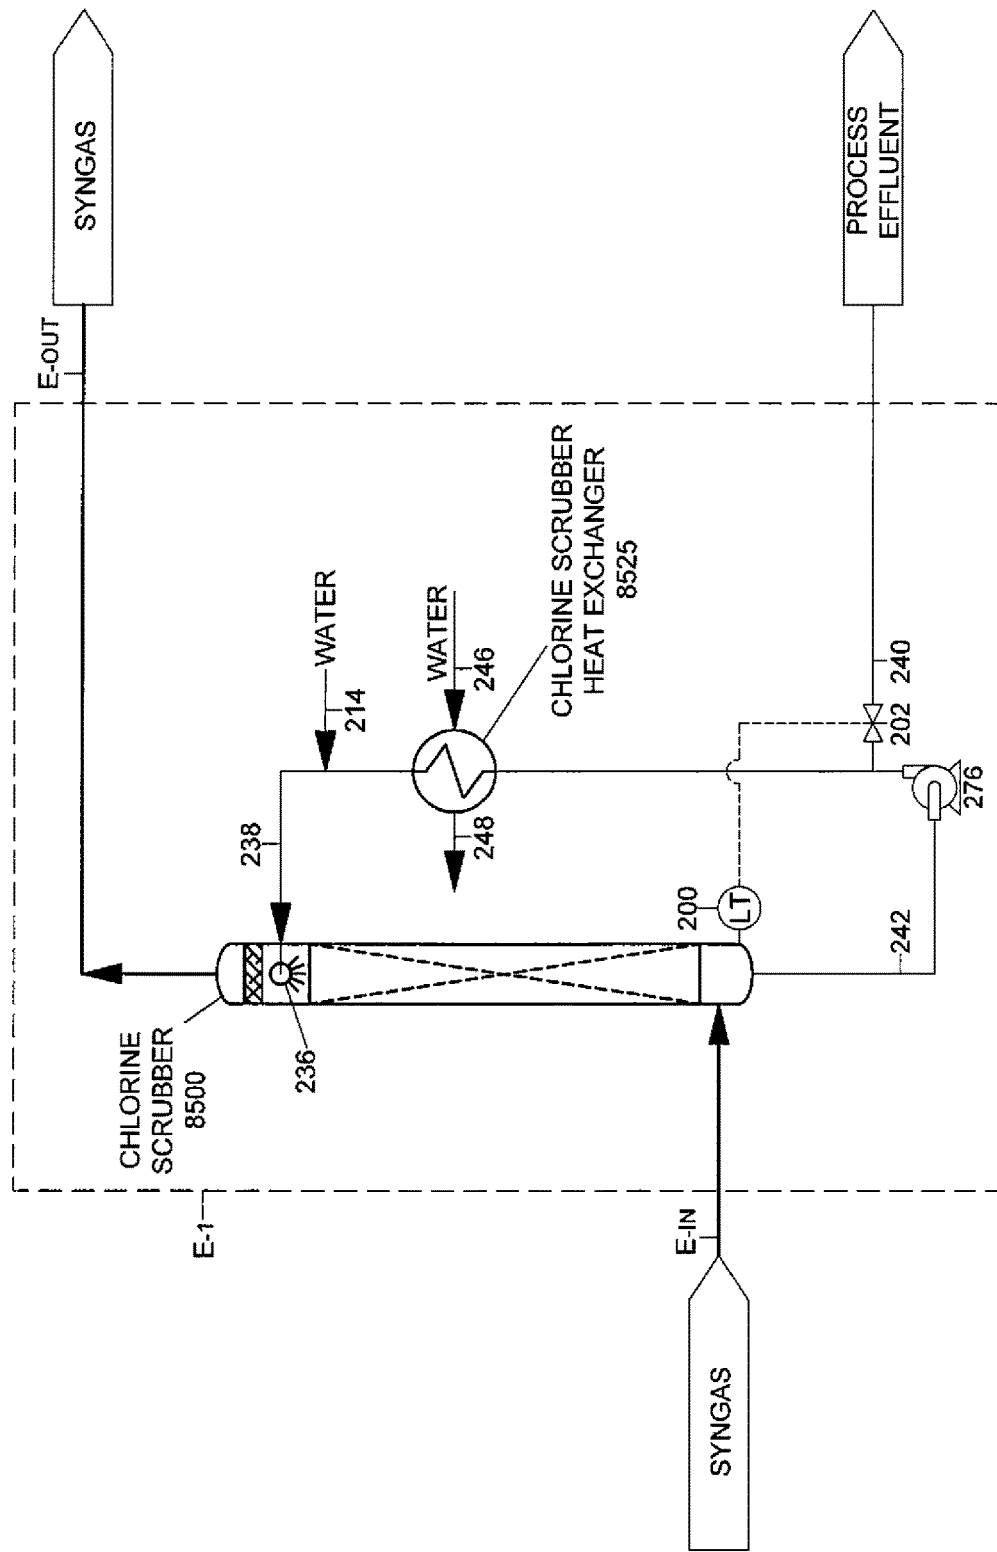 SYNGAS
E-OUT
PROCESS
EFFLUENT
E-1
CHLORINE
SCRUBBER
8500
236
238
WATER
214
WATER
246
248
CHLORINE SCRUBBER
HEAT EXCHANGER
8525
200
LT
202
240
242
276
E-IN
SYNGAS